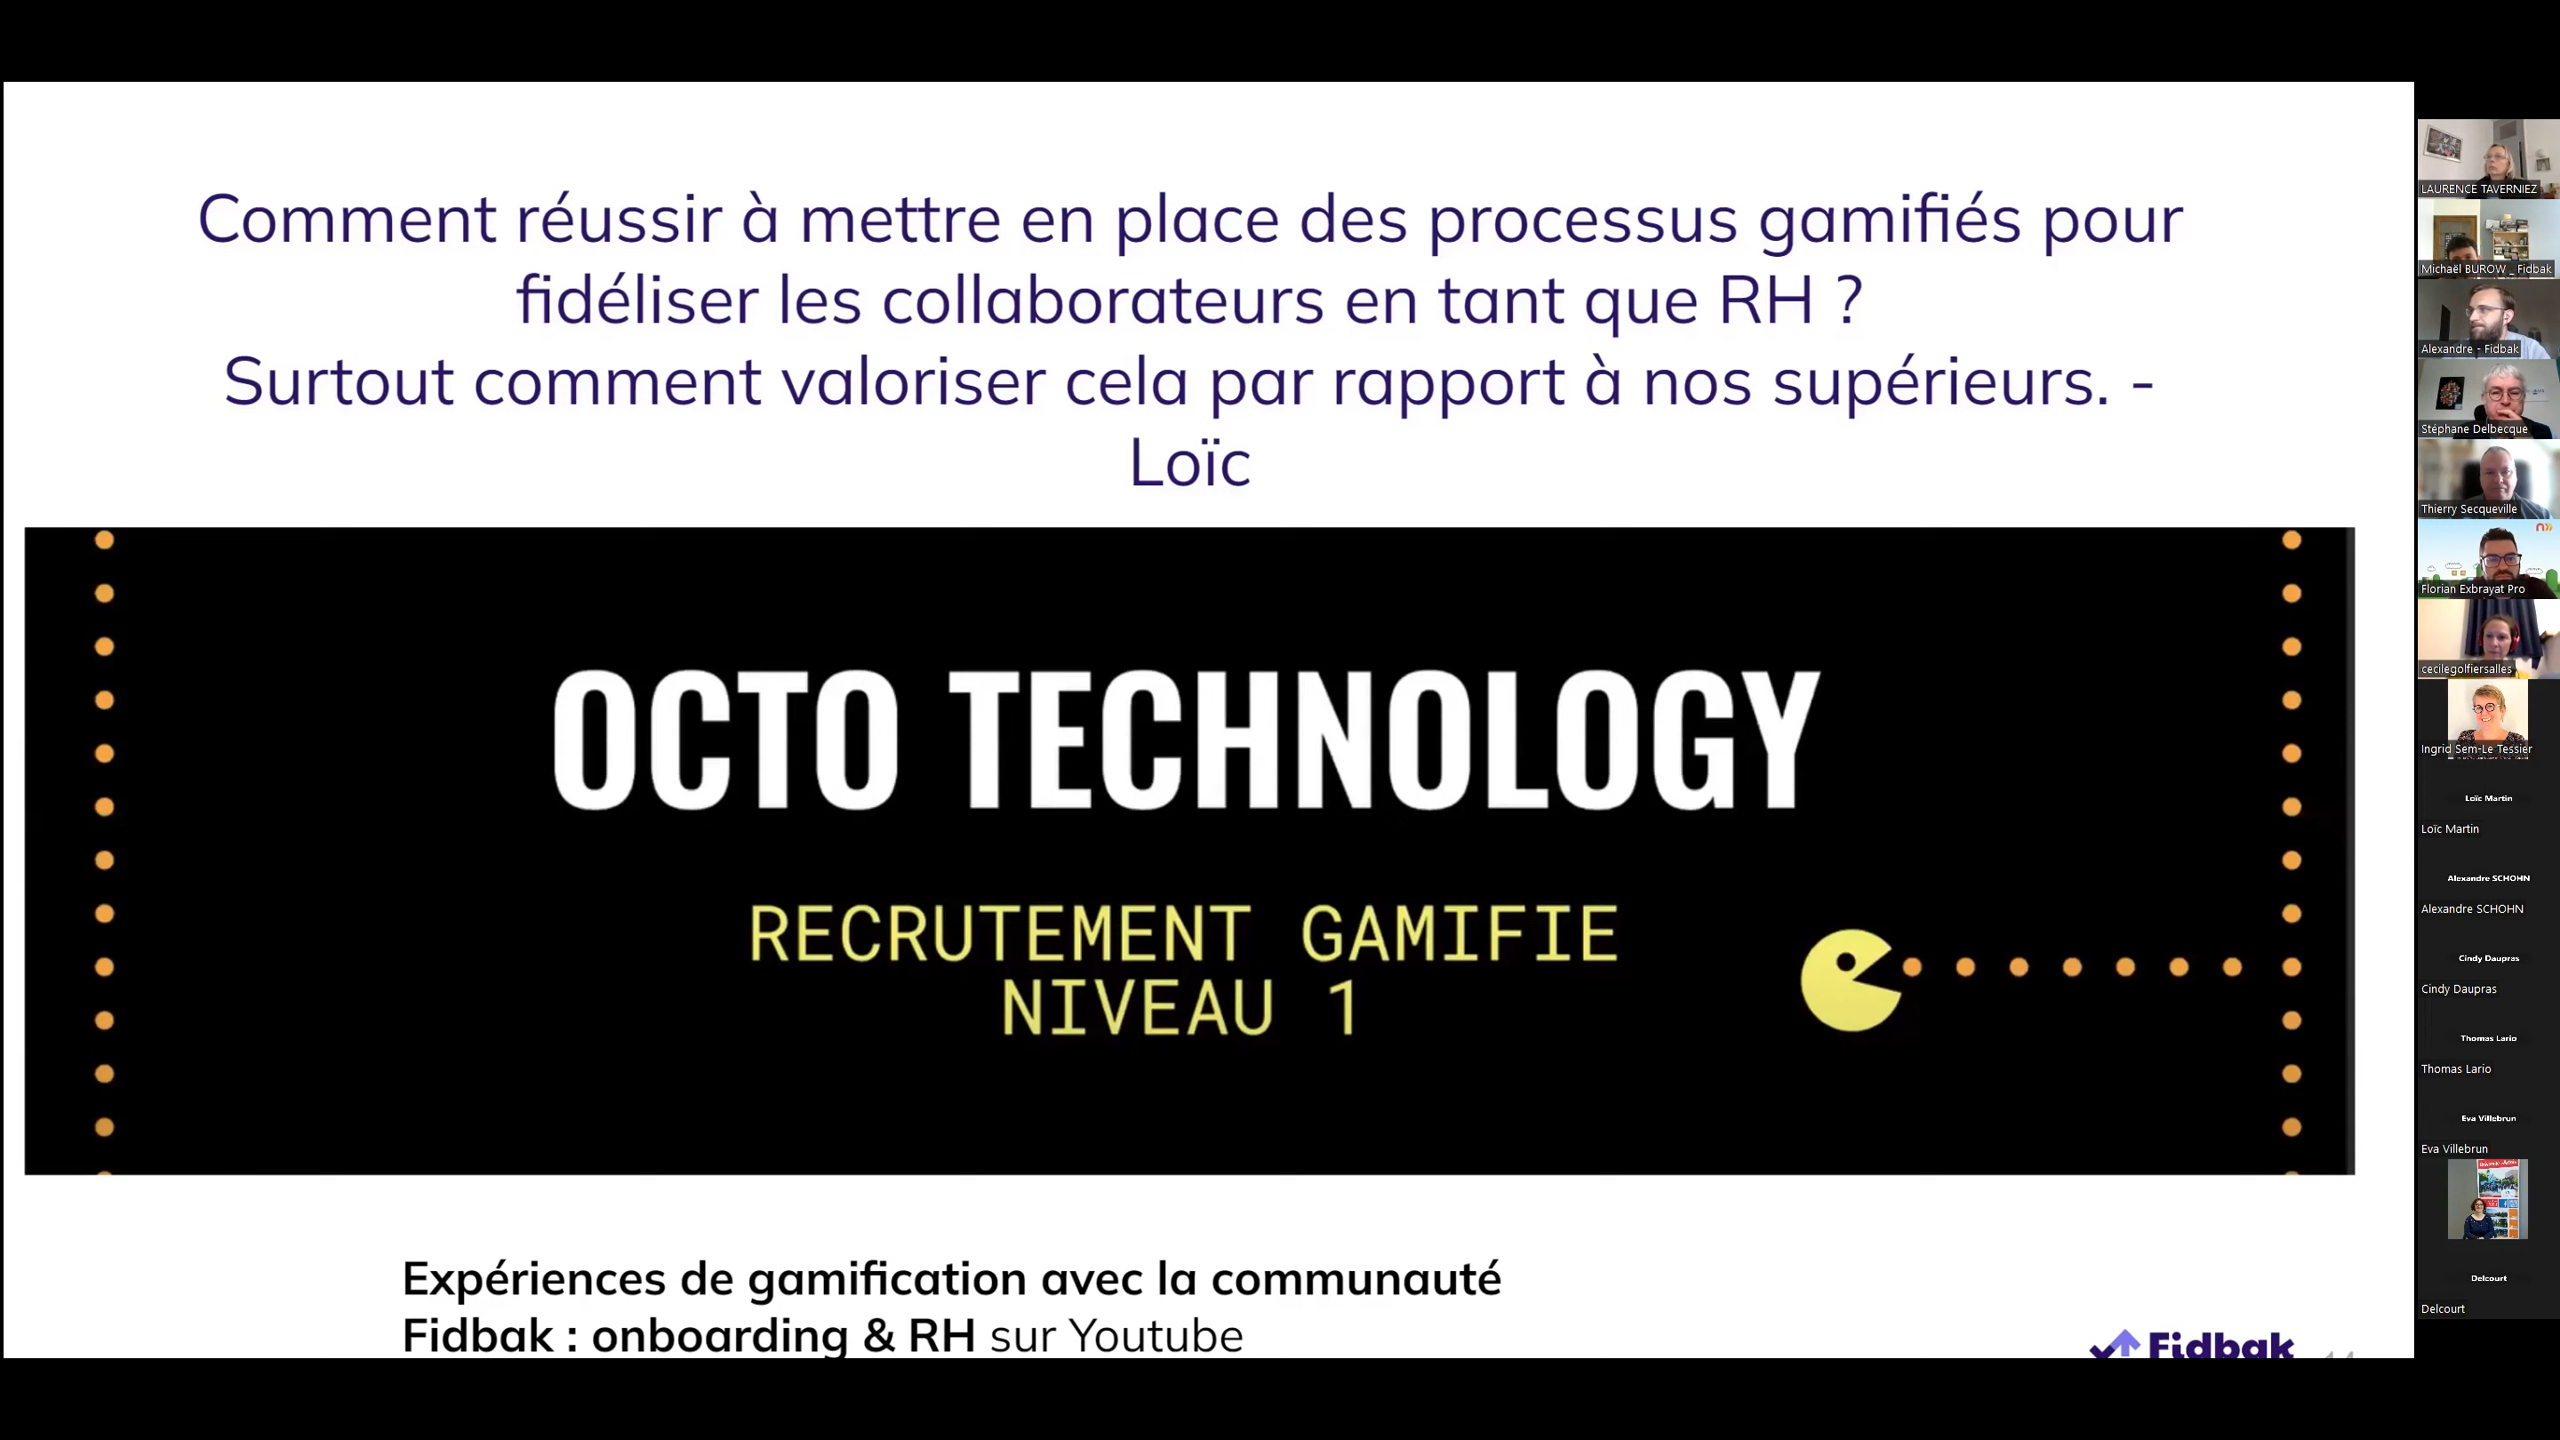 Comment réussir à mettre en place des processus gamifiés pour
fidéliser les collaborateurs en tant que RH ?
Surtout comment valoriser cela par rapport à nos supérieurs. -
Loïc
OCTO TECHNOLOGY
RECRUTEMENT GAMIFIE
NIVEAU 1
Expériences de gamification avec la communauté
Fidbak : onboarding & RH sur Youtube
Fidbak
LAURENCE TAVERNIEZ
Michaël BUROW _ Fidbak
Alexandre - Fidbak
Stéphane Delbecque
Thierry Secqueville
Florian Exbrayat Pro
cecilegolfiersalles
Ingrid Sem-Le Tessier
Loïc Martin
Loïc Martin
Alexandre SCHOHN
Alexandre SCHOHN
Cindy Daupras
Cindy Daupras
Thomas Lario
Thomas Lario
Eva Villebrun
Eva Villebrun
Delcourt
Delcourt